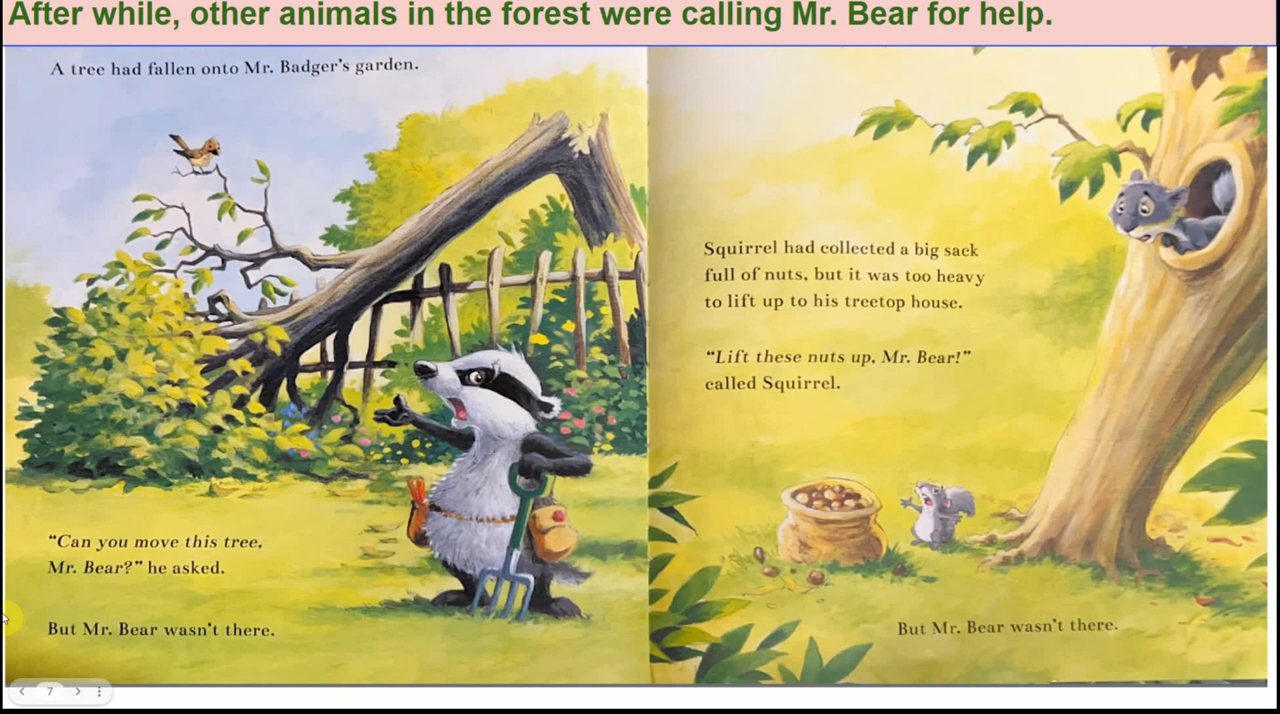 After while, other animals in the forest were calling Mr. Bear for help.
A tree had fallen onto Mr. Badger's garden.
"Can you move this tree,
Mr. Bear?" he asked.
But Mr. Bear wasn't there.
Squirrel had collected a big sack
full of nuts, but it was too heavy
to lift up to his treetop house.
"Lift these nuts up, Mr. Bear!"
called Squirrel.
But Mr. Bear wasn't there.
7